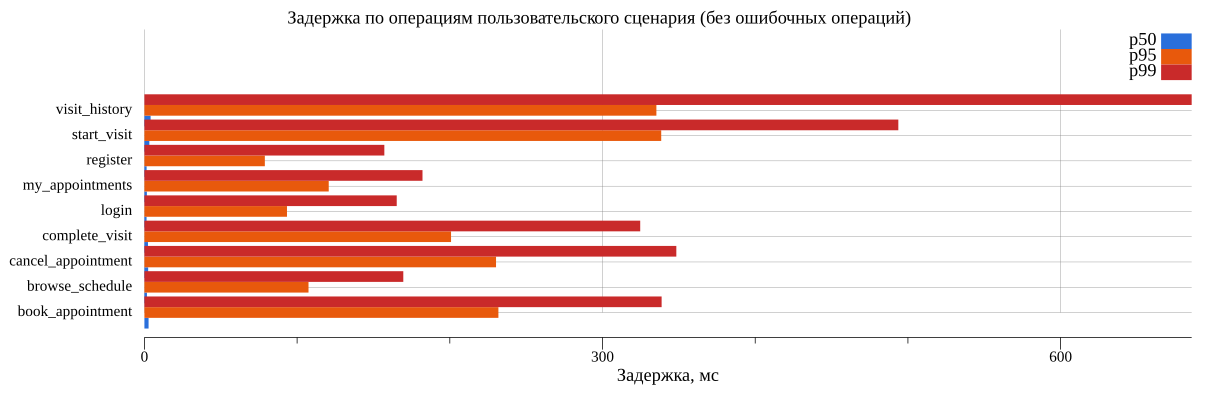 Задержка по операциям пользовательского сценария (без ошибочных операций)
p50
p95
p99
visit_history
start_visit
register
my_appointments
login
complete_visit
cancel_appointment
browse_schedule
book_appointment
0 300 600
Задержка, мс